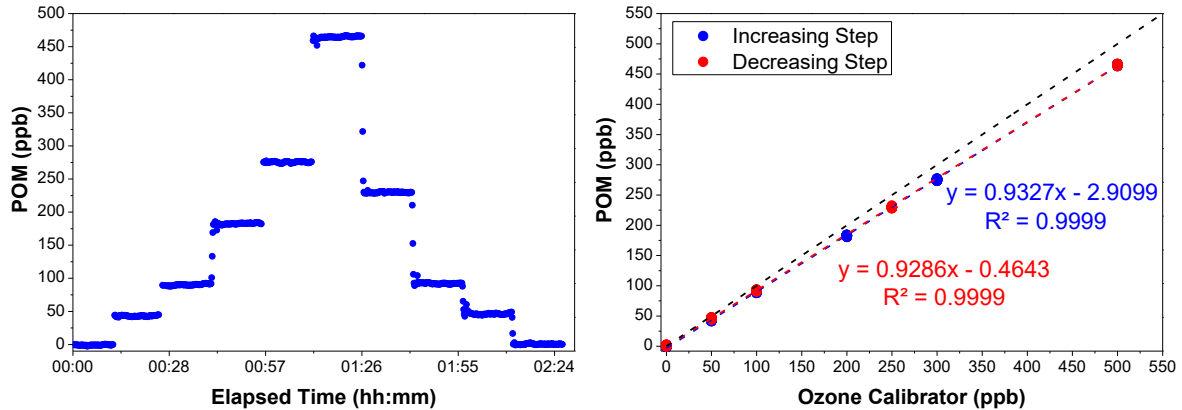 500
450
400
350
300
250
200
150
100
50
0
POM (ppb)
00:00
00:28
00:57
01:26
01:55
02:24
Elapsed Time (hh:mm)
550
500
450
400
350
300
250
200
150
100
50
0
POM (ppb)
Increasing Step
Decreasing Step
y = 0.9327x - 2.9099
R² = 0.9999
y = 0.9286x - 0.4643
R² = 0.9999
0 50 100 150 200 250 300 350 400 450 500 550
Ozone Calibrator (ppb)